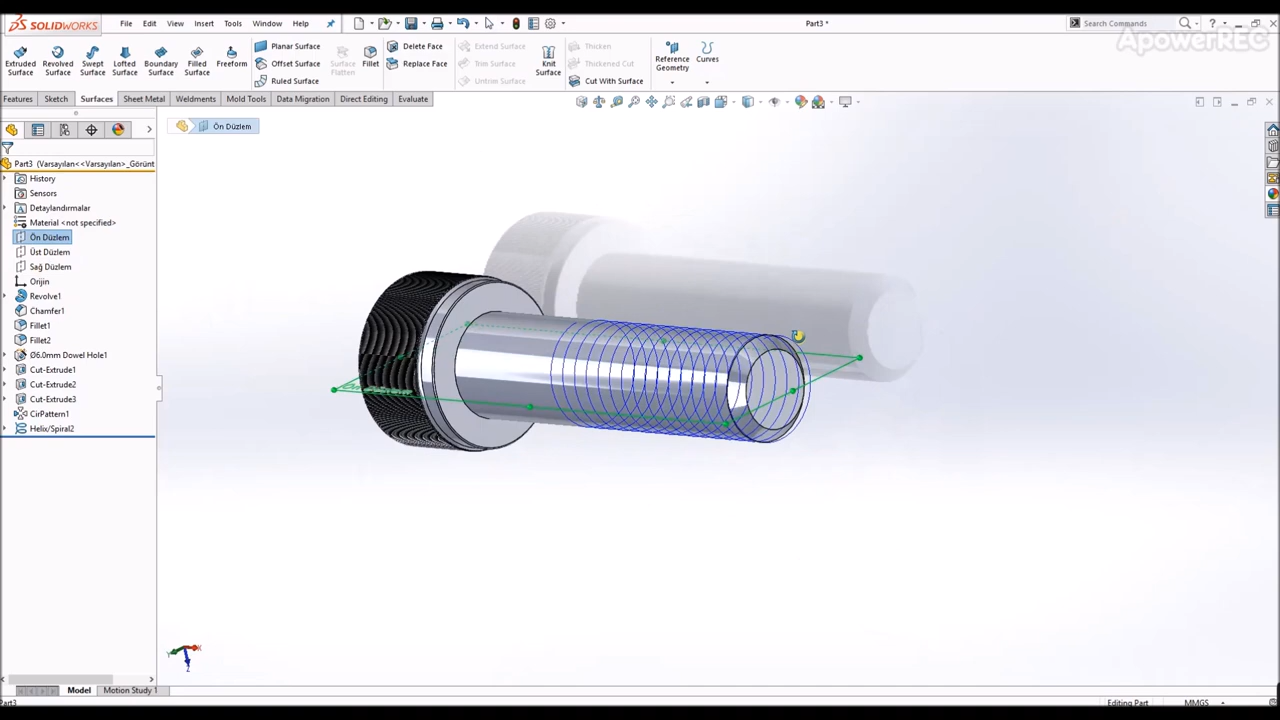 SOLIDWORKS
File Edit View Insert Tools Window Help
Part3 *
Search Commands
ApowerREC
Extruded Surface
Revolved Surface
Swept Surface
Lofted Surface
Boundary Surface
Filled Surface
Freeform
Planar Surface
Offset Surface
Ruled Surface
Surface Flatten
Fillet
Delete Face
Replace Face
Extend Surface
Trim Surface
Untrim Surface
Knit Surface
Thicken
Thickened Cut
Cut With Surface
Reference Geometry
Curves
Features Sketch Surfaces Sheet Metal Weldments Mold Tools Data Migration Direct Editing Evaluate
Ön Düzlem
Part3 (Varsayılan<<Varsayılan>_Görünt
History
Sensors
Detaylandırmalar
Material <not specified>
Ön Düzlem
Üst Düzlem
Sağ Düzlem
Orijin
Revolve1
Chamfer1
Fillet1
Fillet2
Ø6.0mm Dowel Hole1
Cut-Extrude1
Cut-Extrude2
Cut-Extrude3
CirPattern1
Helix/Spiral2
Y X
Z
Model Motion Study 1
Part3
Editing Part MMGS